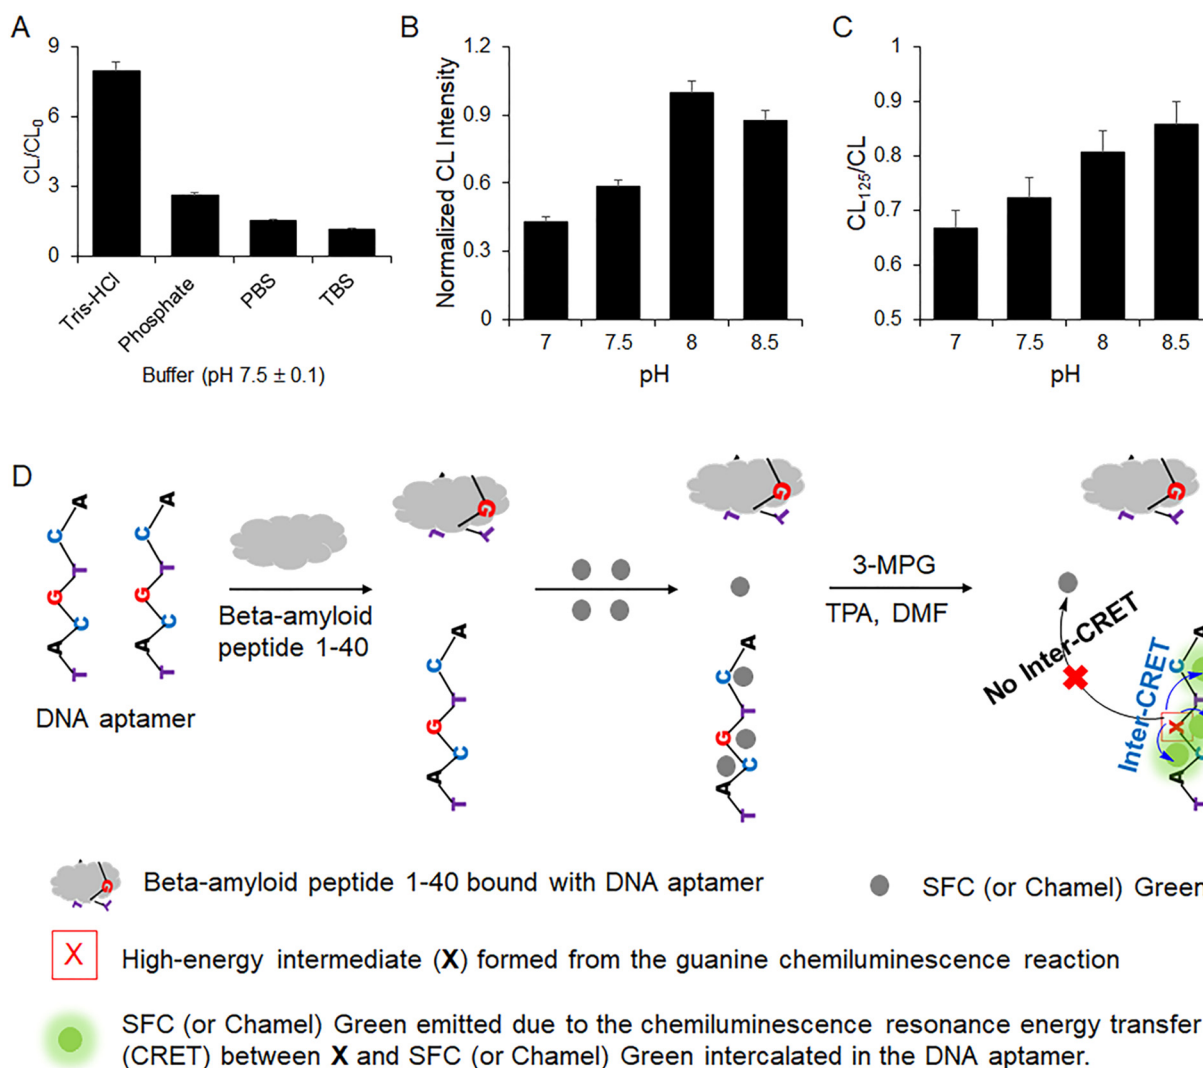 A
B
C
9
6
3
0
CL/CL0
Tris-HCl
Phosphate
PBS
TBS
Buffer (pH 7.5 ± 0.1)
1.2
0.9
0.6
0.3
0
Normalized CL Intensity
7
7.5
8
8.5
pH
1
0.9
0.8
0.7
0.6
0.5
CL125/CL
7
7.5
8
8.5
pH
D
A
C
T
G
C
A
T
A
C
T
G
C
A
T
DNA aptamer
Beta-amyloid
peptide 1-40
G
T
T
A
C
T
G
C
A
T
G
T
T
A
C
T
G
C
A
T
3-MPG
TPA, DMF
G
T
T
No Inter-CRET
Inter-CRET
A
C
T
X
C
A
T
G
Beta-amyloid peptide 1-40 bound with DNA aptamer
SFC (or Chamel) Green
X
High-energy intermediate (X) formed from the guanine chemiluminescence reaction
SFC (or Chamel) Green emitted due to the chemiluminescence resonance energy transfer
(CRET) between X and SFC (or Chamel) Green intercalated in the DNA aptamer.